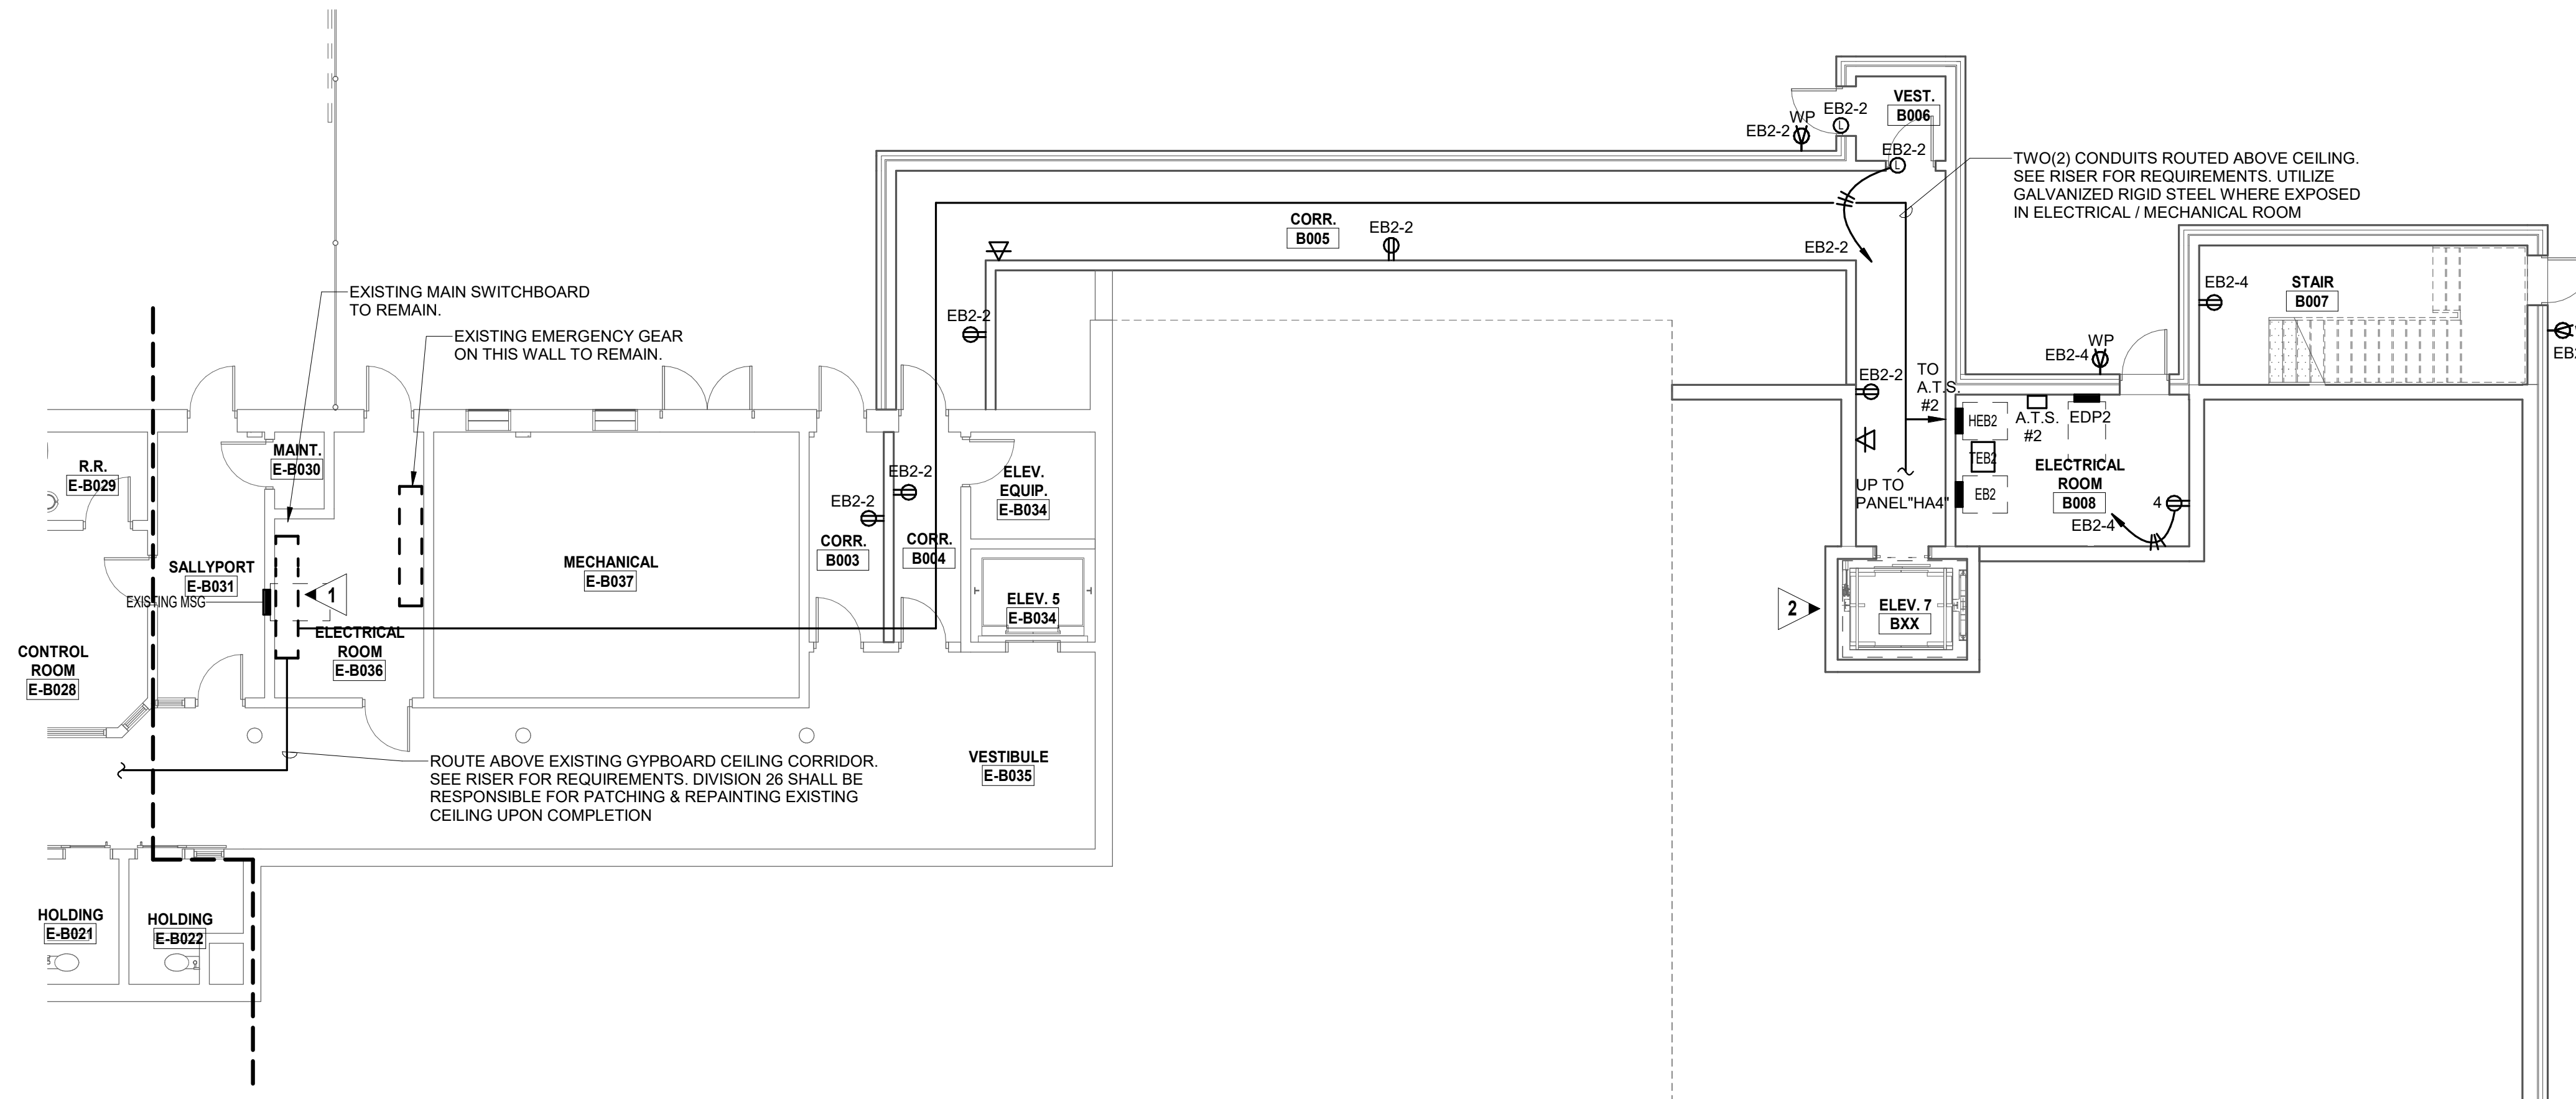 VEST.
B006
EB2-2
WP
EB2-2
L
EB2-2
L
TWO(2) CONDUITS ROUTED ABOVE CEILING.
SEE RISER FOR REQUIREMENTS. UTILIZE
GALVANIZED RIGID STEEL WHERE EXPOSED
IN ELECTRICAL / MECHANICAL ROOM
CORR.
B005
EB2-2
EB2-2
EXISTING MAIN SWITCHBOARD
TO REMAIN.
EXISTING EMERGENCY GEAR
ON THIS WALL TO REMAIN.
EB2-2
EB2-4
STAIR
B007
WP
EB2-4
EB2-2
TO
A.T.S.
#2
HEB2
A.T.S.
#2
EDP2
TEB2
EB2
ELECTRICAL
ROOM
B008
4
EB2-4
UP TO
PANEL"HA4"
R.R.
E-B029
MAINT.
E-B030
EB2-2
EB2-2
ELEV.
EQUIP.
E-B034
CORR.
B003
CORR.
B004
MECHANICAL
E-B037
SALLYPORT
E-B031
EXISTING MSG
1
ELECTRICAL
ROOM
E-B036
ELEV. 5
E-B034
2
ELEV. 7
BXX
CONTROL
ROOM
E-B028
ROUTE ABOVE EXISTING GYPBOARD CEILING CORRIDOR.
SEE RISER FOR REQUIREMENTS. DIVISION 26 SHALL BE
RESPONSIBLE FOR PATCHING & REPAINTING EXISTING
CEILING UPON COMPLETION
VESTIBULE
E-B035
HOLDING
E-B021
HOLDING
E-B022